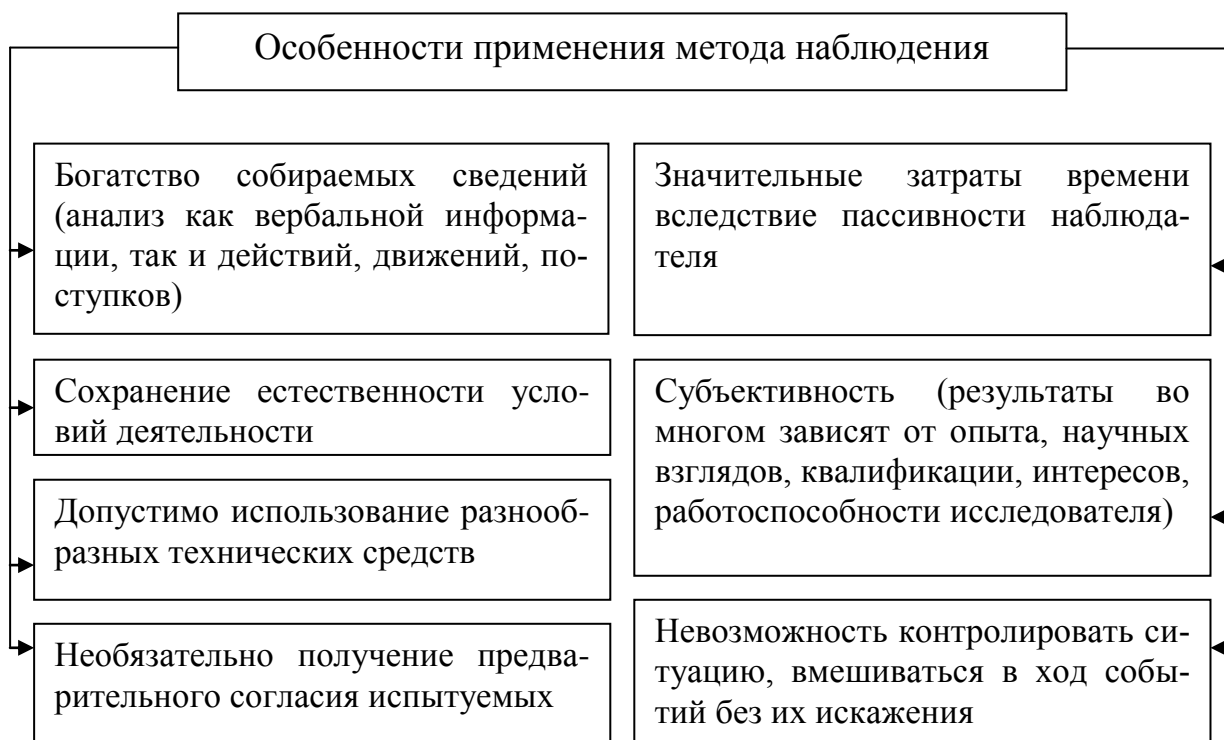 Особенности применения метода наблюдения
Богатство собираемых сведений
(анализ как вербальной информа-
ции, так и действий, движений, по-
ступков)
Сохранение естественности усло-
вий деятельности
Допустимо использование разнооб-
разных технических средств
Необязательно получение предва-
рительного согласия испытуемых
Значительные затраты времени
вследствие пассивности наблюда-
теля
Субъективность (результаты во
многом зависят от опыта, научных
взглядов, квалификации, интересов,
работоспособности исследователя)
Невозможность контролировать си-
туацию, вмешиваться в ход собы-
тий без их искажения